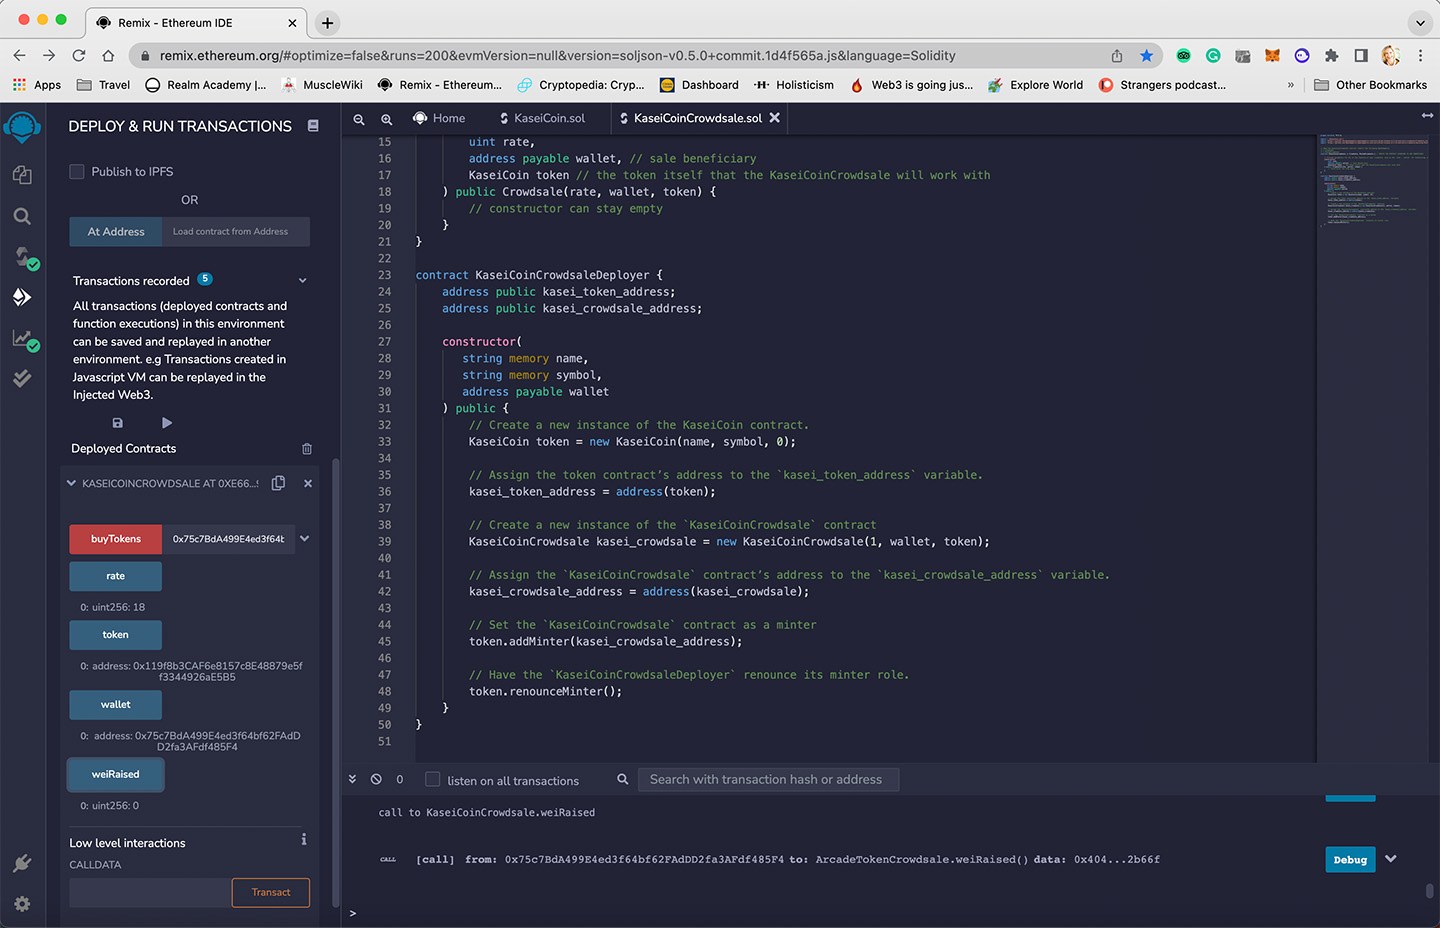 Remix - Ethereum IDE
remix.ethereum.org/#optimize=false&runs=200&evmVersion=null&version=soljson-v0.5.0+commit.1d4f565a.js&language=Solidity
Apps Travel Realm Academy |... MuscleWiki Remix - Ethereum... Cryptopedia: Cryp... Dashboard ·H· Holisticism Web3 is going jus... Explore World Strangers podcast... » Other Bookmarks
DEPLOY & RUN TRANSACTIONS
Publish to IPFS
OR
At Address Load contract from Address
Transactions recorded 5
All transactions (deployed contracts and
function executions) in this environment
can be saved and replayed in another
environment. e.g Transactions created in
Javascript VM can be replayed in the
Injected Web3.
Deployed Contracts
KASEICOINCROWDSALE AT 0XE66...
buyTokens 0x75c7BdA499E4ed3f64b
rate
0: uint256: 18
token
0: address: 0x119f8b3CAF6e8157c8E48879e5f
f3344926aE5B5
wallet
0: address: 0x75c7BdA499E4ed3f64bf62FAdD
D2fa3AFdf485F4
weiRaised
0: uint256: 0
Low level interactions
CALLDATA
Transact
Home KaseiCoin.sol KaseiCoinCrowdsale.sol
15 uint rate,
16 address payable wallet, // sale beneficiary
17 KaseiCoin token // the token itself that the KaseiCoinCrowdsale will work with
18 ) public Crowdsale(rate, wallet, token) {
19 // constructor can stay empty
20 }
21 }
22
23 contract KaseiCoinCrowdsaleDeployer {
24 address public kasei_token_address;
25 address public kasei_crowdsale_address;
26
27 constructor(
28 string memory name,
29 string memory symbol,
30 address payable wallet
31 ) public {
32 // Create a new instance of the KaseiCoin contract.
33 KaseiCoin token = new KaseiCoin(name, symbol, 0);
34
35 // Assign the token contract’s address to the `kasei_token_address` variable.
36 kasei_token_address = address(token);
37
38 // Create a new instance of the `KaseiCoinCrowdsale` contract
39 KaseiCoinCrowdsale kasei_crowdsale = new KaseiCoinCrowdsale(1, wallet, token);
40
41 // Assign the `KaseiCoinCrowdsale` contract’s address to the `kasei_crowdsale_address` variable.
42 kasei_crowdsale_address = address(kasei_crowdsale);
43
44 // Set the `KaseiCoinCrowdsale` contract as a minter
45 token.addMinter(kasei_crowdsale_address);
46
47 // Have the `KaseiCoinCrowdsaleDeployer` renounce its minter role.
48 token.renounceMinter();
49 }
50 }
51
0 listen on all transactions Search with transaction hash or address
call to KaseiCoinCrowdsale.weiRaised
CALL [call] from: 0x75c7BdA499E4ed3f64bf62FAdDD2fa3AFdf485F4 to: ArcadeTokenCrowdsale.weiRaised() data: 0x404...2b66f Debug
>